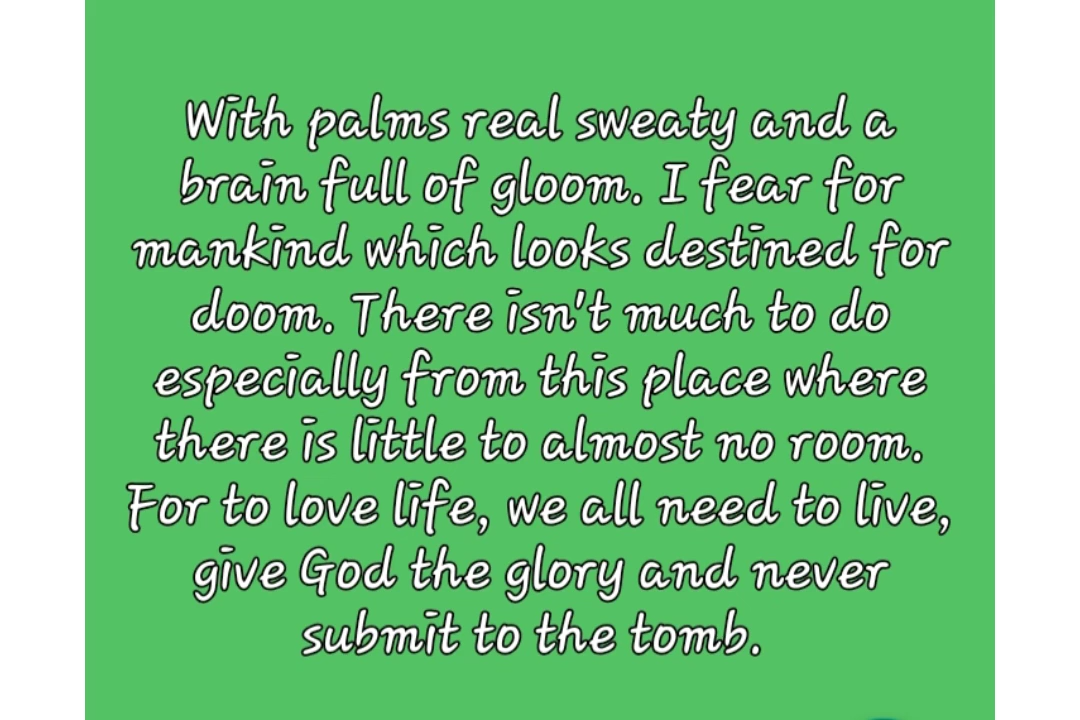 With palms real sweaty and a
brain full of gloom. I fear for
mankind which looks destined for
doom. There isn't much to do
especially from this place where
there is little to almost no room.
For to love life, we all need to live,
give God the glory and never
submit to the tomb.